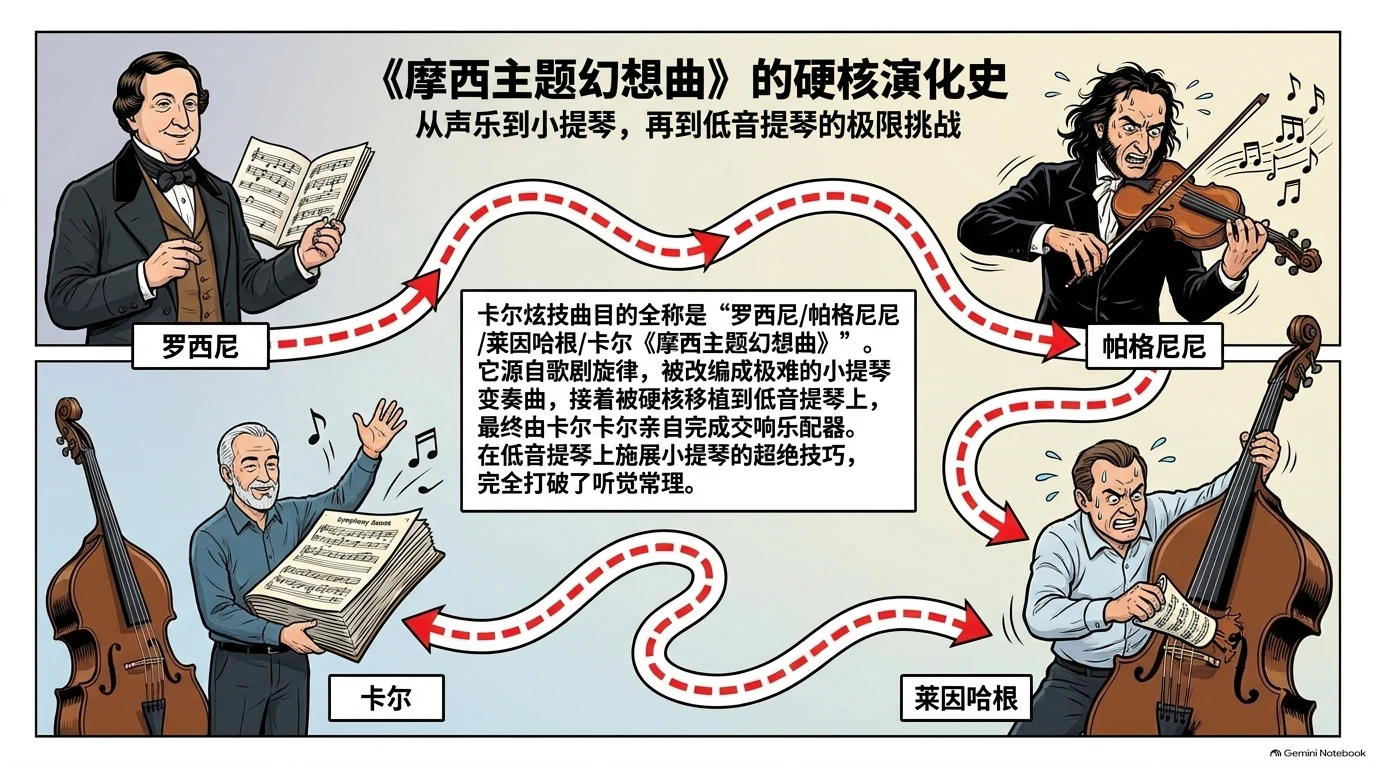 《摩西主题幻想曲》的硬核演化史
从声乐到小提琴，再到低音提琴的极限挑战
罗西尼
帕格尼尼
卡尔炫技曲目的全称是“罗西尼/帕格尼尼
/莱因哈根/卡尔《摩西主题幻想曲》”。
它源自歌剧旋律，被改编成极难的小提琴
变奏曲，接着被硬核移植到低音提琴上，
最终由卡尔卡尔亲自完成交响乐配器。
在低音提琴上施展小提琴的超绝技巧，
完全打破了听觉常理。
卡尔
莱因哈根
Gemini Notebook